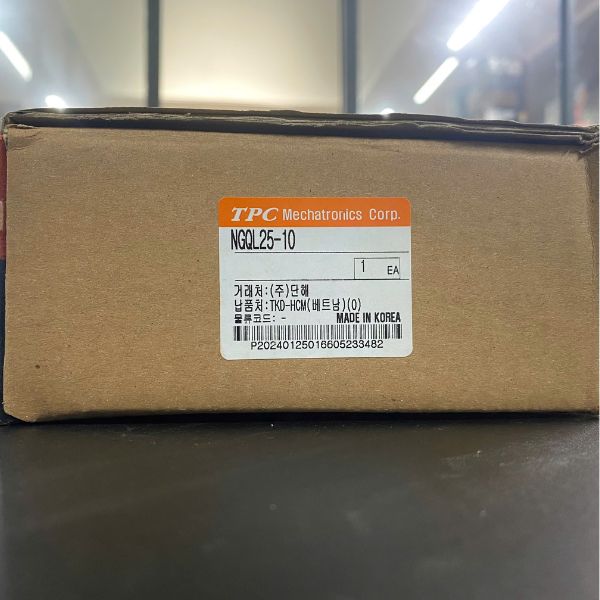 TPC Mechatronics Corp.
NGQL25-10
1 EA
거래처:(주)단해
납품처:TKD-HCM(베트남)(0)
물류코드: - MADE IN KOREA
P20240125016605233482